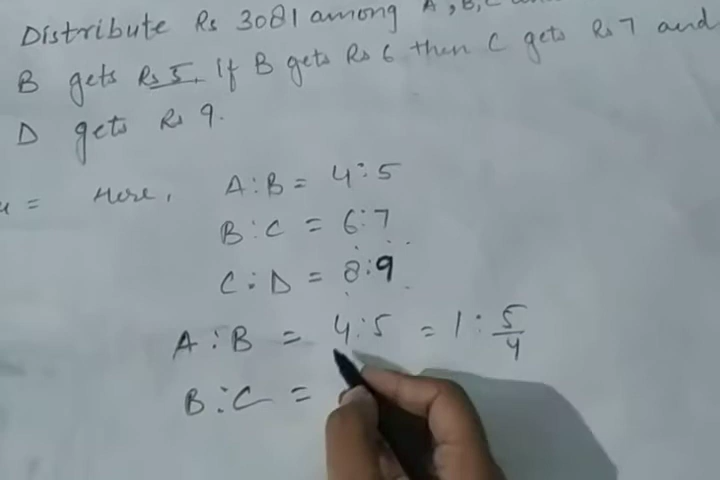 Distribute Rs 3081 among A, B, C
B gets Rs 5. If B gets Rs 6 then C gets Rs 7 and
D gets Rs 9.
= Here, A:B = 4:5
B:C = 6:7
C:D = 8:9
A:B = 4:5 = 1:5/4
B:C =